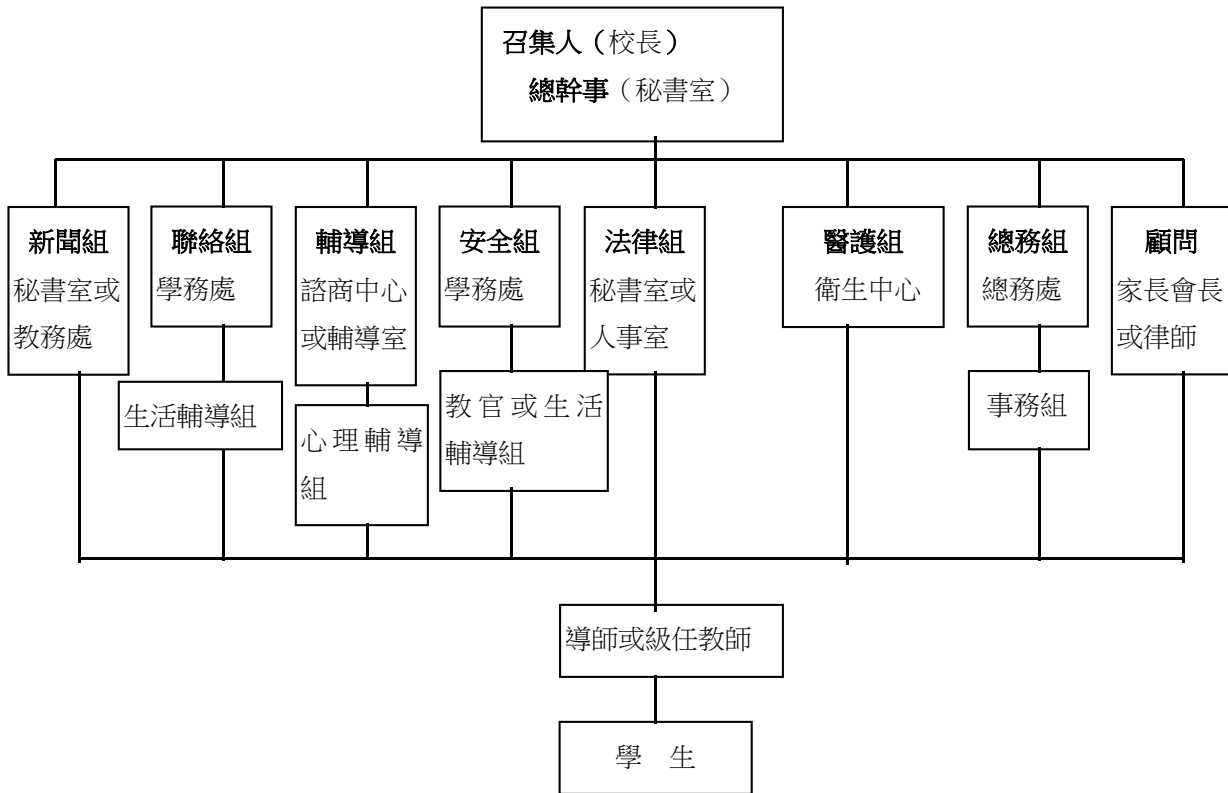 召集人（校長）
總幹事（秘書室）
新聞組
秘書室或
教務處
聯絡組
學務處
生活輔導組
輔導組
諮商中心
或輔導室
心理輔導
組
安全組
學務處
教官或生活
輔導組
法律組
秘書室或
人事室
醫護組
衛生中心
總務組
總務處
事務組
顧問
家長會長
或律師
導師或級任教師
學 生